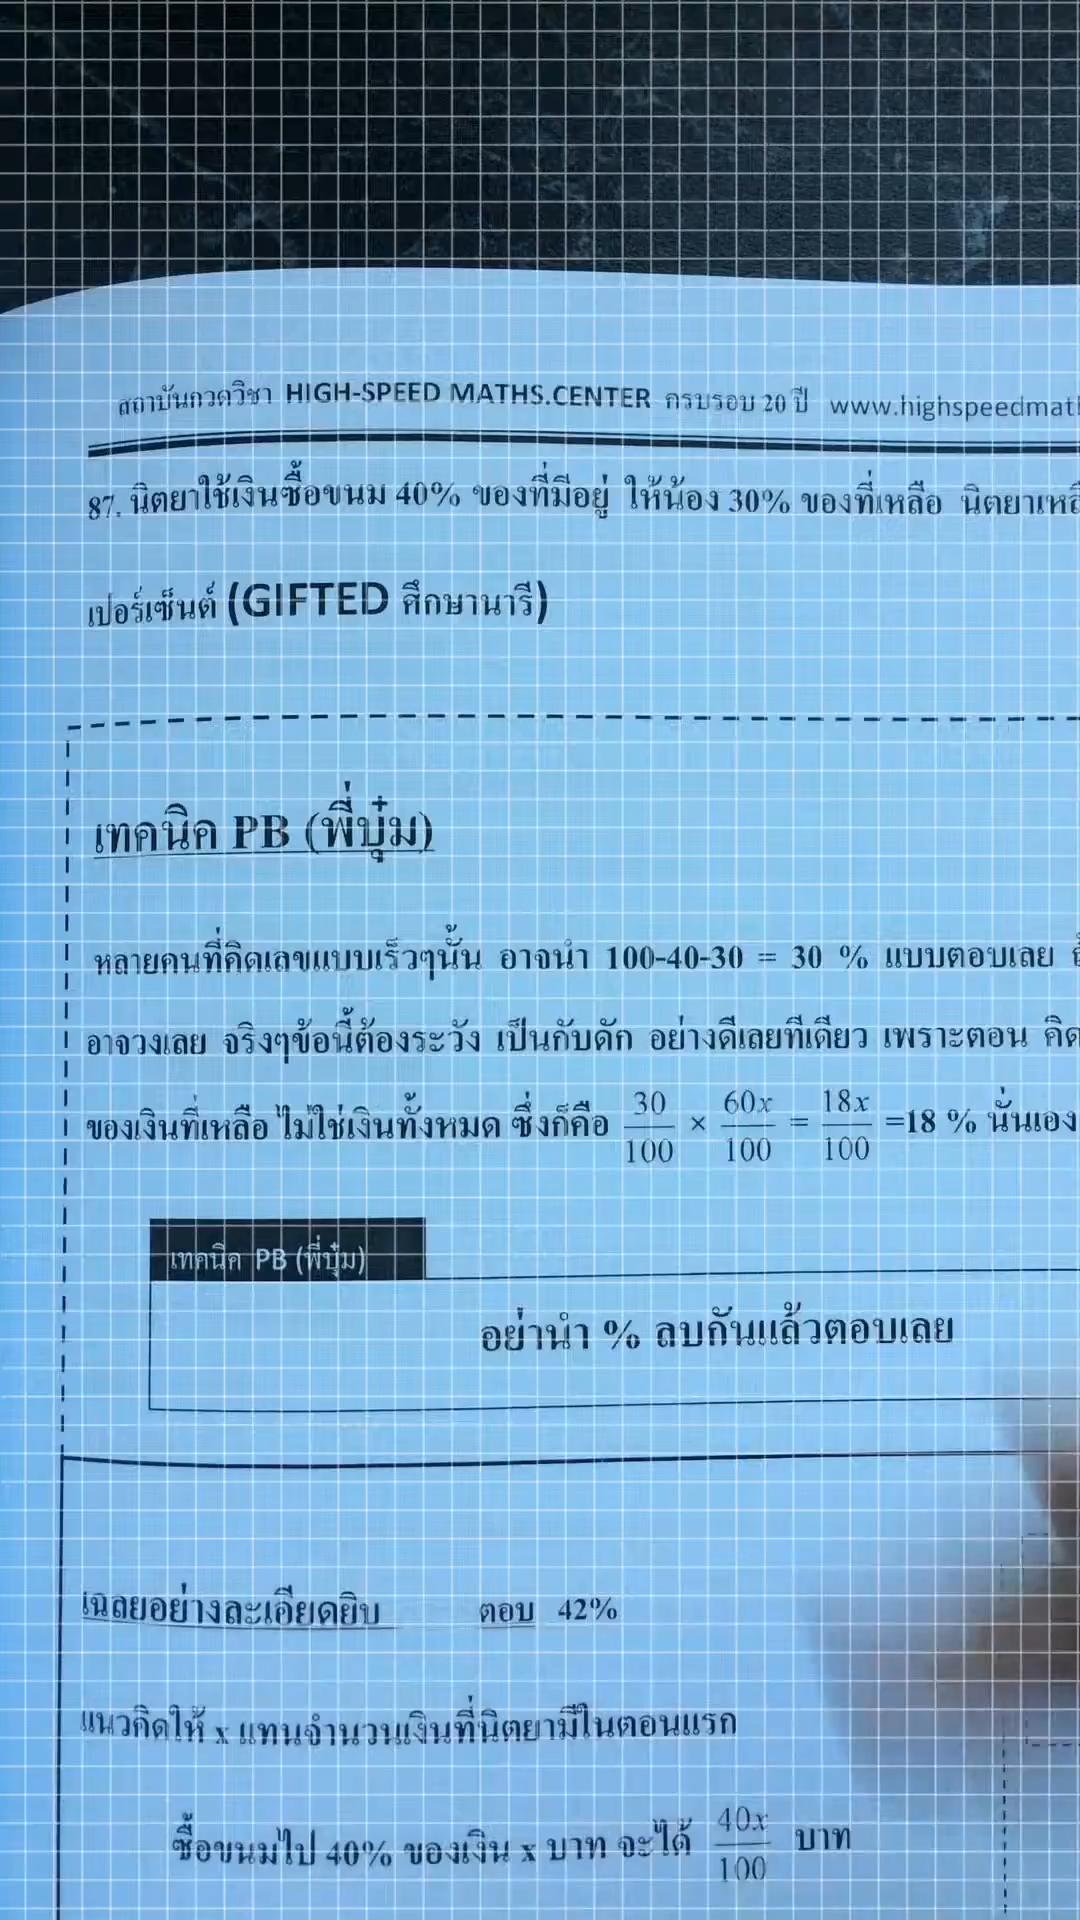 สถาบันกวดวิชา HIGH-SPEED MATHS.CENTER ครบรอบ 20 ปี www.highspeedmat
87. นิตยาใช้เงินซื้อขนม 40% ของที่มีอยู่ ให้น้อง 30% ของที่เหลือ นิตยาเหลื
เปอร์เซ็นต์ (GIFTED ศึกษานารี)
เทคนิค PB (พี่บุ๋ม)
หลายคนที่คิดเลขแบบเร็วๆนั้น อาจนำ 100-40-30 = 30 % แบบตอบเลย
อาจวงเลย จริงๆข้อนี้ต้องระวัง เป็นกับดัก อย่างดีเลยทีเดียว เพราะตอน คิด
ของเงินที่เหลือ ไม่ใช่เงินทั้งหมด ซึ่งก็คือ 30/100 × 60x/100 = 18x/100 =18 % นั่นเอง
เทคนิค PB (พี่บุ๋ม)
อย่านำ % ลบกันแล้วตอบเลย
เฉลยอย่างละเอียดยิบ ตอบ 42%
แนวคิดให้ x แทนจำนวนเงินที่นิตยามีในตอนแรก
ซื้อขนมไป 40% ของเงิน x บาท จะได้ 40x/100 บาท